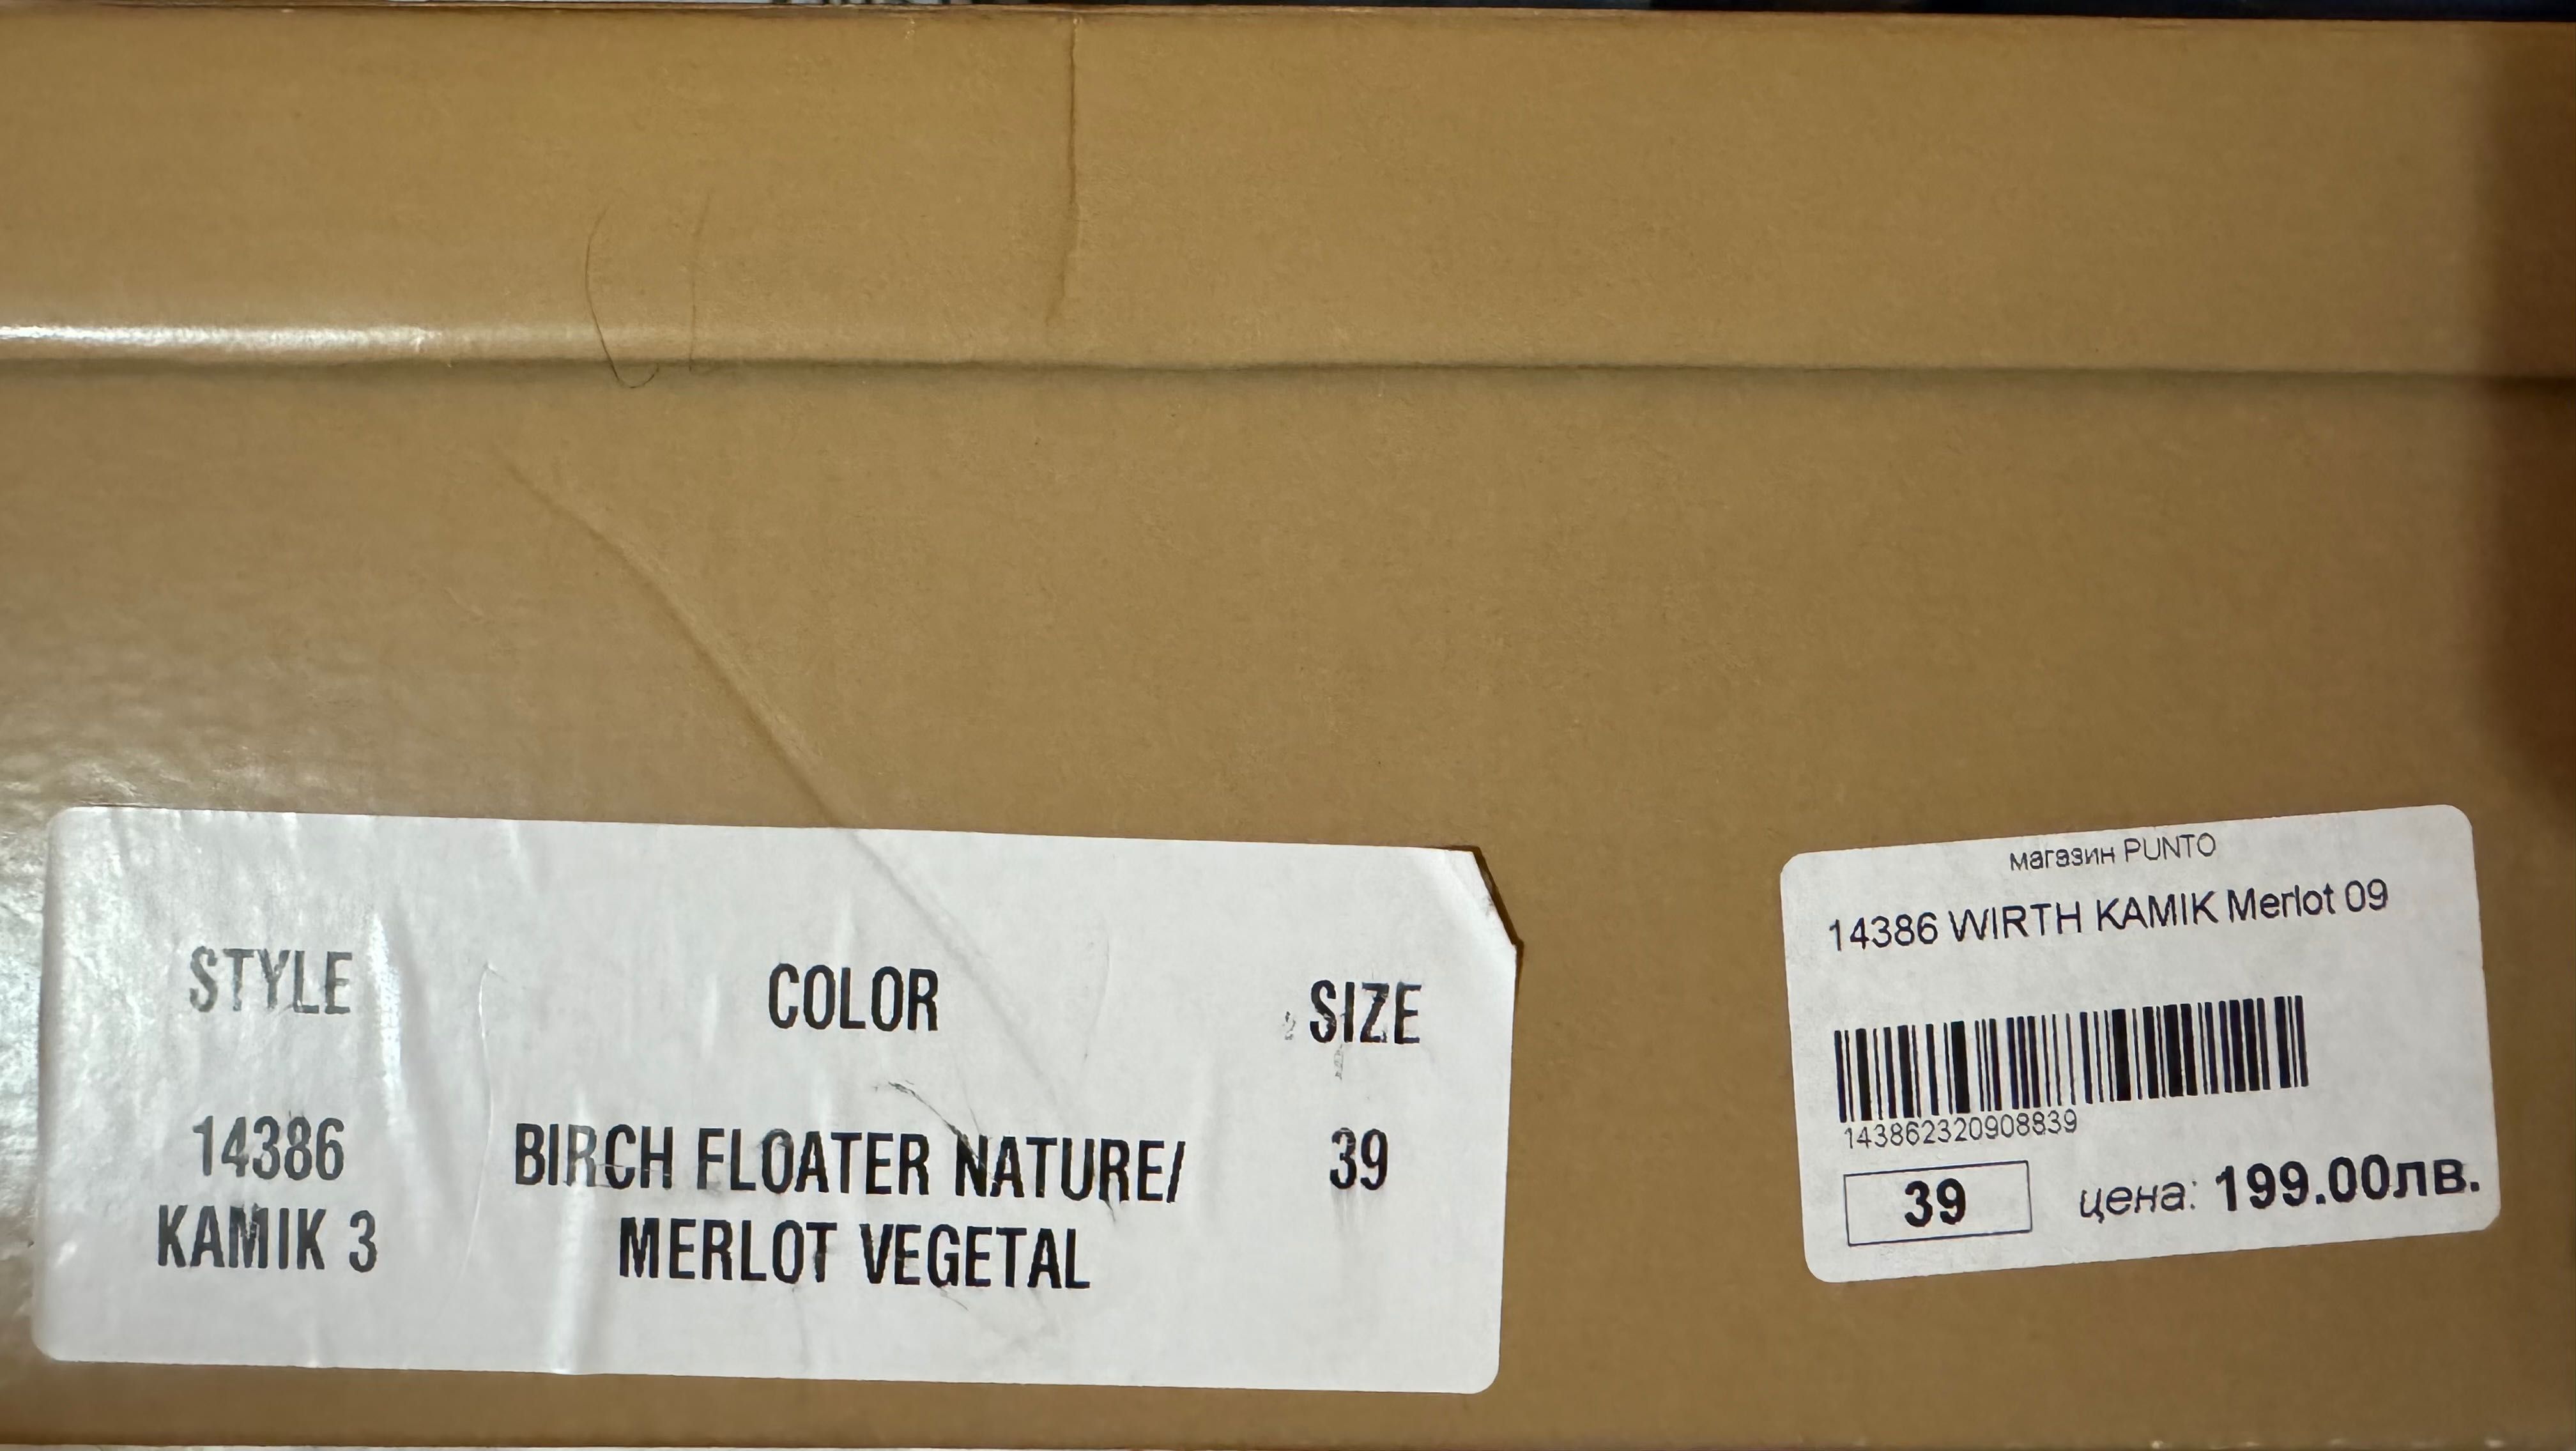 STYLE COLOR SIZE
14386 BIRCH FLOATER NATURE/ 39
KAMIK 3 MERLOT VEGETAL
магазин PUNTO
14386 WIRTH KAMIK Merlot 09
143862320908839
39 цена: 199.00лв.